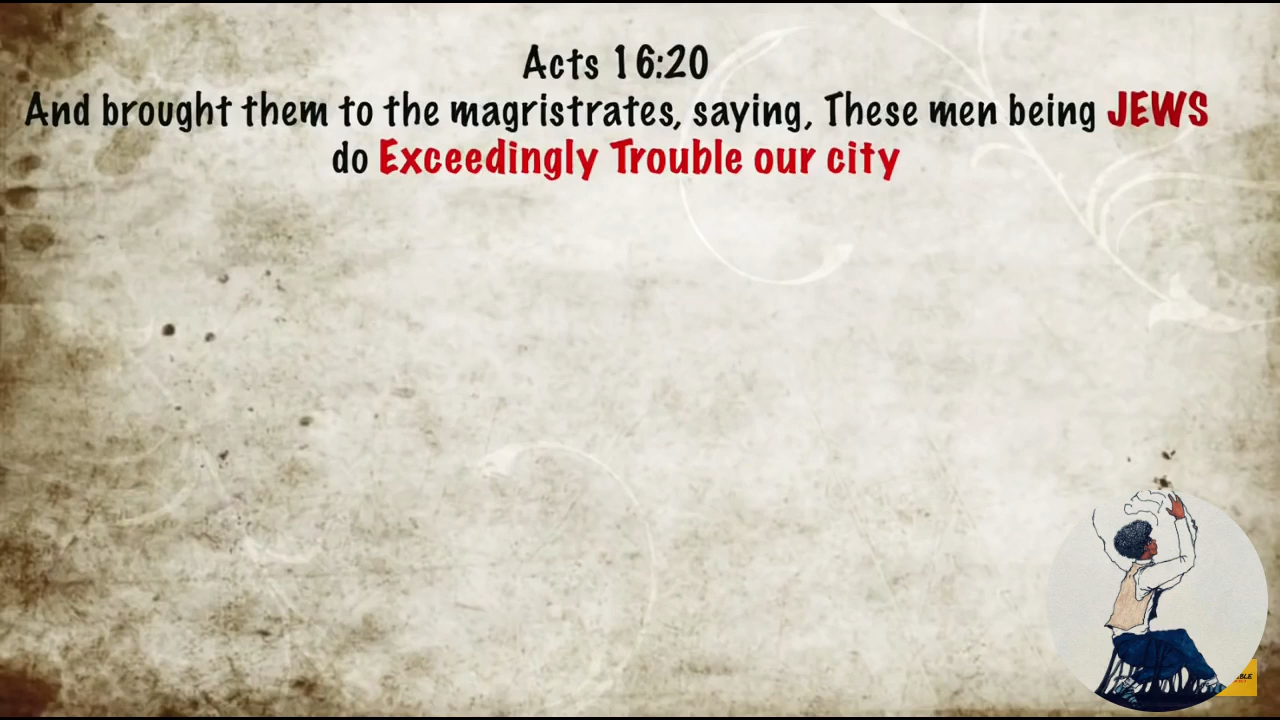 Acts 16:20
And brought them to the magristrates, saying, These men being JEWS
do Exceedingly Trouble our city